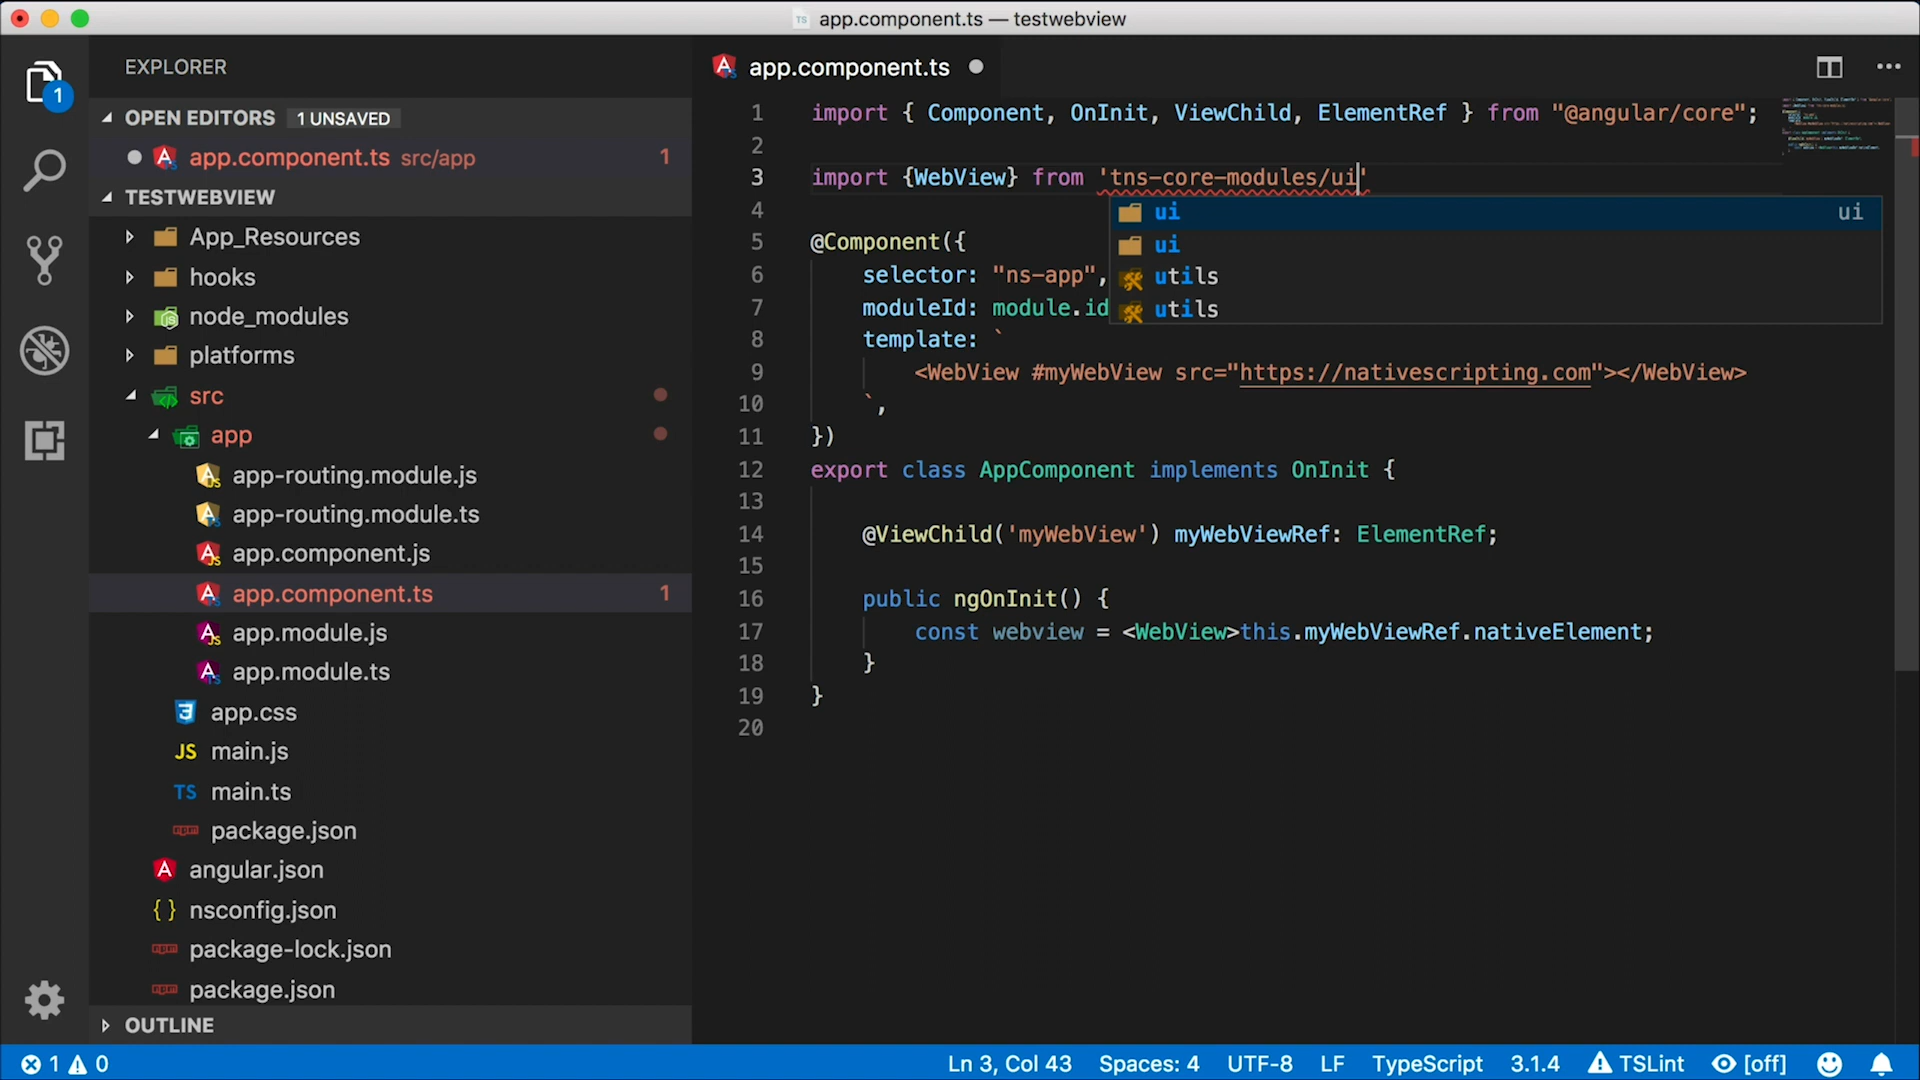 app.component.ts — testwebview
EXPLORER
1
OPEN EDITORS 1 UNSAVED
app.component.ts src/app 1
TESTWEBVIEW
App_Resources
hooks
node_modules
platforms
src
app
app-routing.module.js
app-routing.module.ts
app.component.js
app.component.ts 1
app.module.js
app.module.ts
app.css
JS main.js
TS main.ts
package.json
angular.json
{ } nsconfig.json
package-lock.json
package.json
OUTLINE
app.component.ts
1 import { Component, OnInit, ViewChild, ElementRef } from "@angular/core";
2
3 import {WebView} from 'tns-core-modules/ui'
ui ui
ui
utils
utils
4
5 @Component({
6 selector: "ns-app",
7 moduleId: module.id
8 template: `
9 <WebView #myWebView src="https://nativescripting.com"></WebView>
10 `,
11 })
12 export class AppComponent implements OnInit {
13
14 @ViewChild('myWebView') myWebViewRef: ElementRef;
15
16 public ngOnInit() {
17 const webview = <WebView>this.myWebViewRef.nativeElement;
18 }
19 }
20
1 0 Ln 3, Col 43 Spaces: 4 UTF-8 LF TypeScript 3.1.4 TSLint [off]